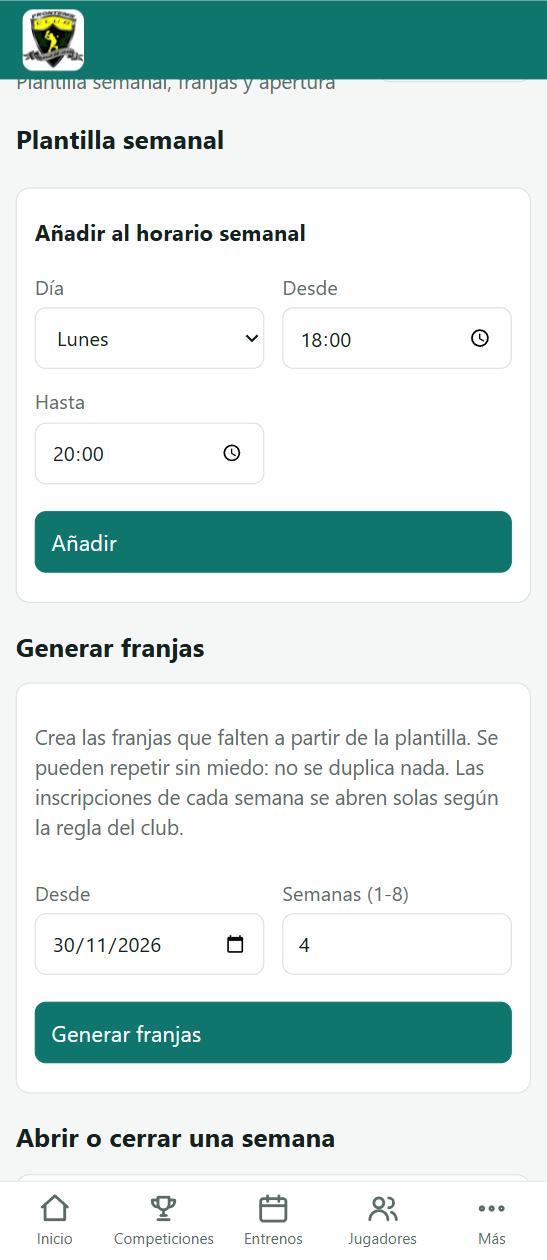 FRONTENIS
CLUB
Plantilla semanal, franjas y apertura
Plantilla semanal
Añadir al horario semanal
Día
Desde
Lunes
18:00
Hasta
20:00
Añadir
Generar franjas
Crea las franjas que falten a partir de la plantilla. Se
pueden repetir sin miedo: no se duplica nada. Las
inscripciones de cada semana se abren solas según
la regla del club.
Desde
Semanas (1-8)
30/11/2026
4
Generar franjas
Abrir o cerrar una semana
Inicio
Competiciones
Entrenos
Jugadores
Más